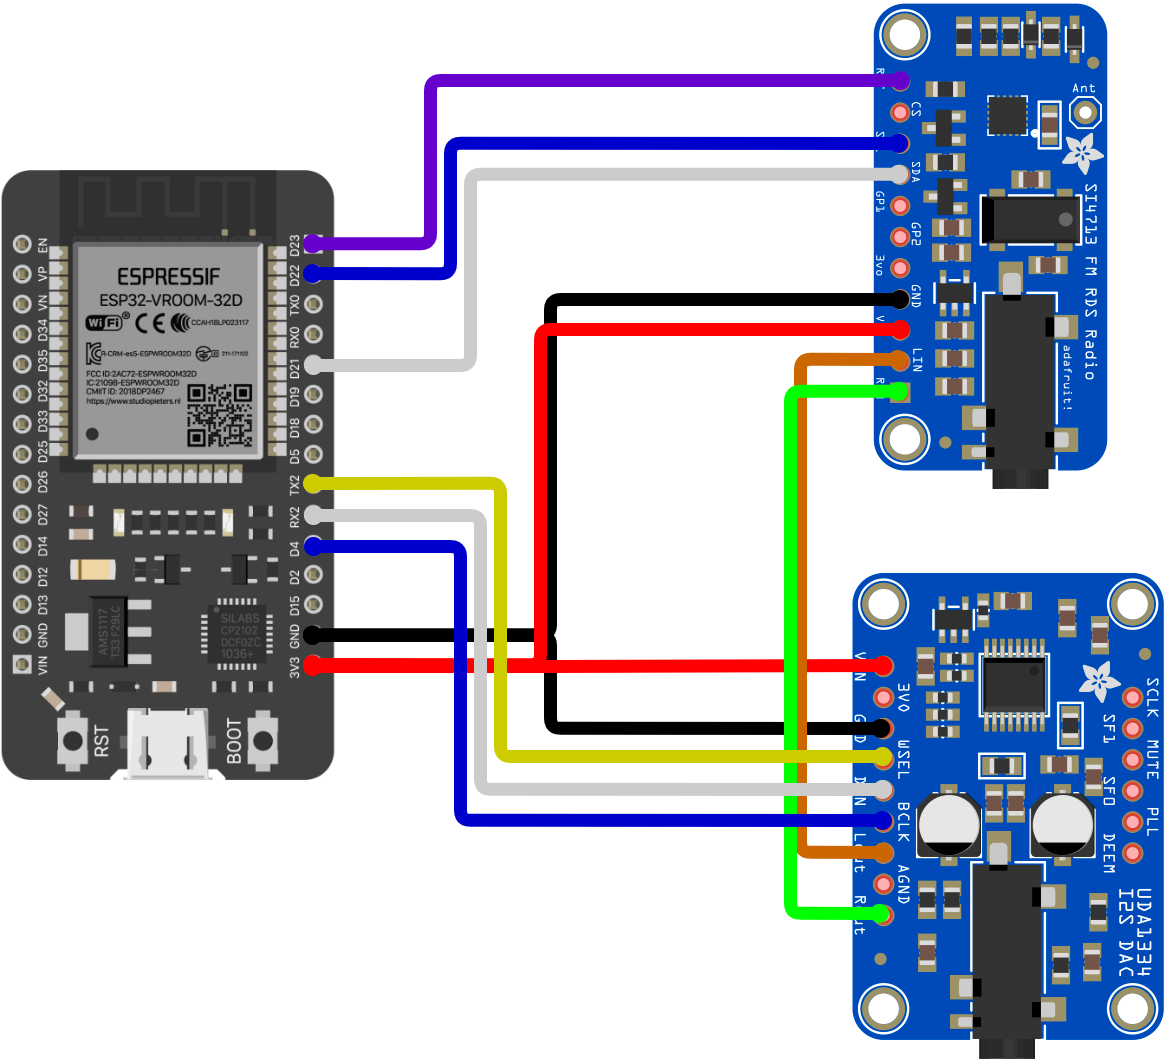 EN
VP
VN
D34
D35
D32
D33
D25
D26
D27
D14
D12
D13
GND
VIN
D23
D22
TX0
RX0
D21
D19
D18
D5
TX2
RX2
D4
D2
D15
GND
3V3
ESPRESSIF
ESP32-VROOM-32D
WiFi ®
CCAH18LP023117
R-CRM-es5-ESPWROOM32D
211-171102
FCC ID:2AC72-ESPWROOM32D
IC:21098-ESPWROOM32D
CMIIT ID: 2018DP2467
https://www.studiopieters.nl
AMS1117
T33 F29LC
SILABS
CP2102
DCF0ZC
1036+
RST
BOOT
CS
SDA
GP1
GP2
3Vo
GND
LIN
Ant
SI4713 FM RDS Radio
adafruit!
3VO
WSEL
BCLK
AGND
SCLK
SF1
MUTE
SF0
PLL
DEEM
UDA1334
I2S DAC